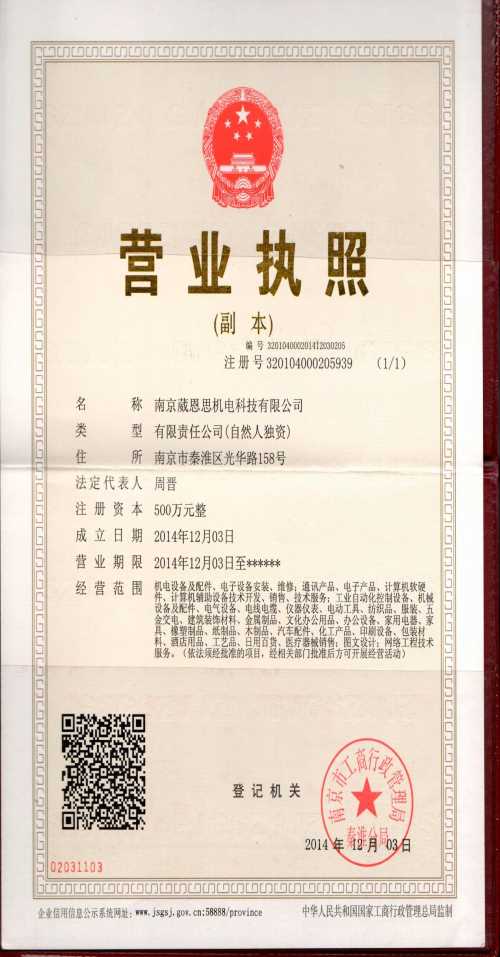 营业执照
(副 本)
编 号 320104000201412030205
注册号 320104000205939 (1/1)
名 称 南京葳恩思机电科技有限公司
类 型 有限责任公司(自然人独资)
住 所 南京市秦淮区光华路158号
法定代表人 周晋
注册资本 500万元整
成立日期 2014年12月03日
营业期限 2014年12月03日至******
经营范围 机电设备及配件、电子设备安装、维修；通讯产品、电子产品、计算机软硬
件、计算机辅助设备技术开发、销售、技术服务；工业自动化控制设备、机械
设备及配件、电气设备、电线电缆、仪器仪表、电动工具、纺织品、服装、五
金交电、建筑装饰材料、金属制品、文化办公用品、办公设备、家用电器、家
具、橡塑制品、纸制品、木制品、汽车配件、化工产品、印刷设备、包装材
料、酒店用品、工艺品、日用百货、医疗器械销售；图文设计；网络工程技术
服务。（依法须经批准的项目，经相关部门批准后方可开展经营活动）
登记机关
南京市工商行政管理局
秦淮分局
2014 年 12 月 03 日
02031103
企业信用信息公示系统网址：www.jsgsj.gov.cn:58888/province
中华人民共和国国家工商行政管理总局监制